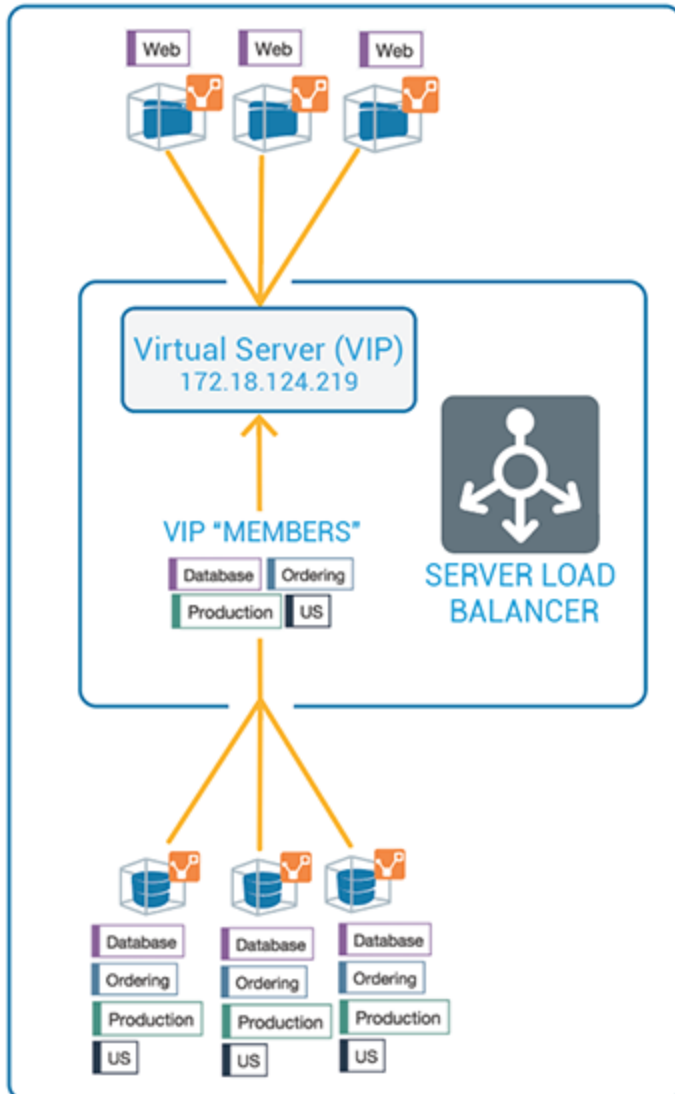 Web
Web
Web
Virtual Server (VIP)
172.18.124.219
VIP “MEMBERS”
Database
Ordering
Production
US
SERVER LOAD
BALANCER
Database
Ordering
Production
US
Database
Ordering
Production
US
Database
Ordering
Production
US